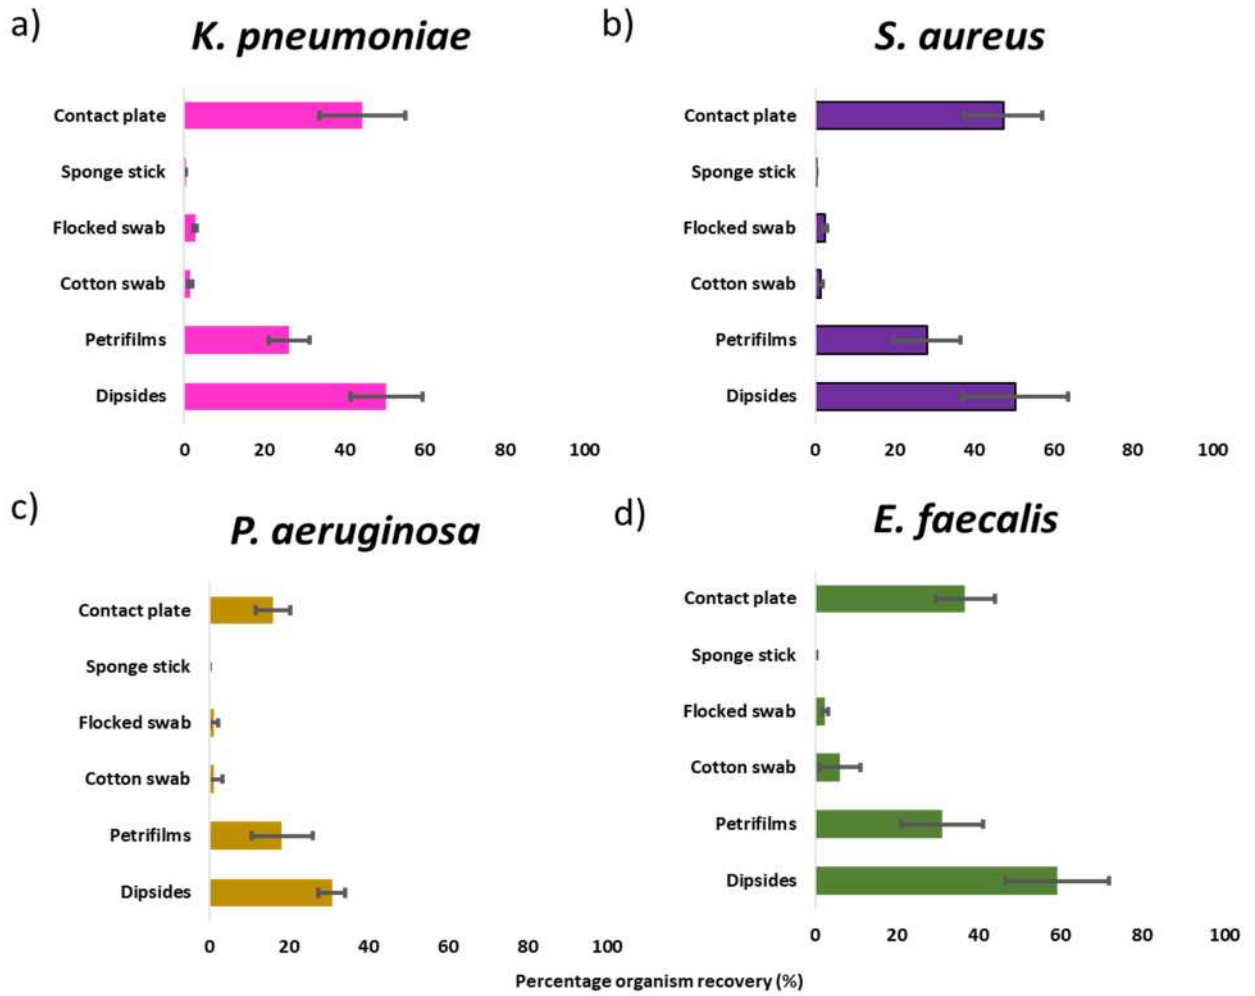 a)
K. pneumoniae
Contact plate
Sponge stick
Flocked swab
Cotton swab
Petrifilms
Dipsides
0 20 40 60 80 100
b)
S. aureus
Contact plate
Sponge stick
Flocked swab
Cotton swab
Petrifilms
Dipsides
0 20 40 60 80 100
c)
P. aeruginosa
Contact plate
Sponge stick
Flocked swab
Cotton swab
Petrifilms
Dipsides
0 20 40 60 80 100
d)
E. faecalis
Contact plate
Sponge stick
Flocked swab
Cotton swab
Petrifilms
Dipsides
0 20 40 60 80 100
Percentage organism recovery (%)